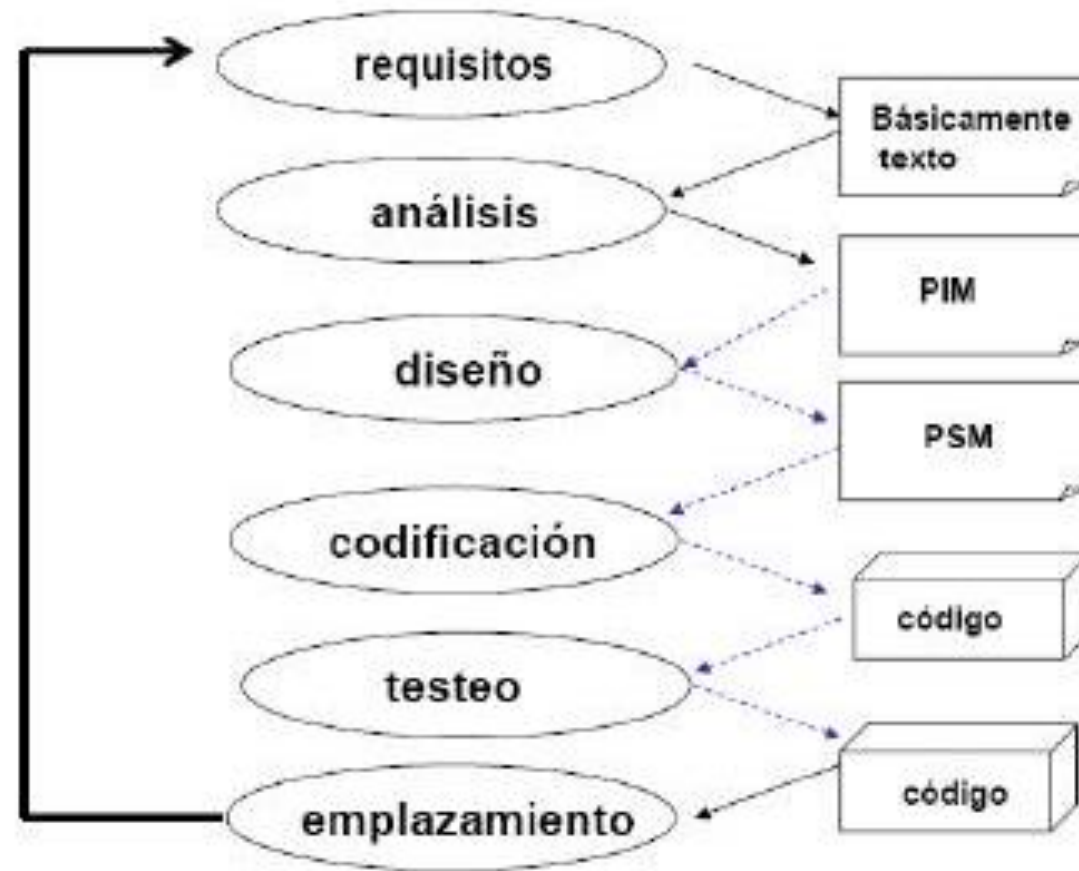 requisitos
Básicamente
texto
análisis
PIM
diseño
PSM
codificación
código
testeo
código
emplazamiento